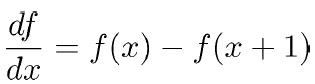 df/dx = f(x) − f(x + 1)